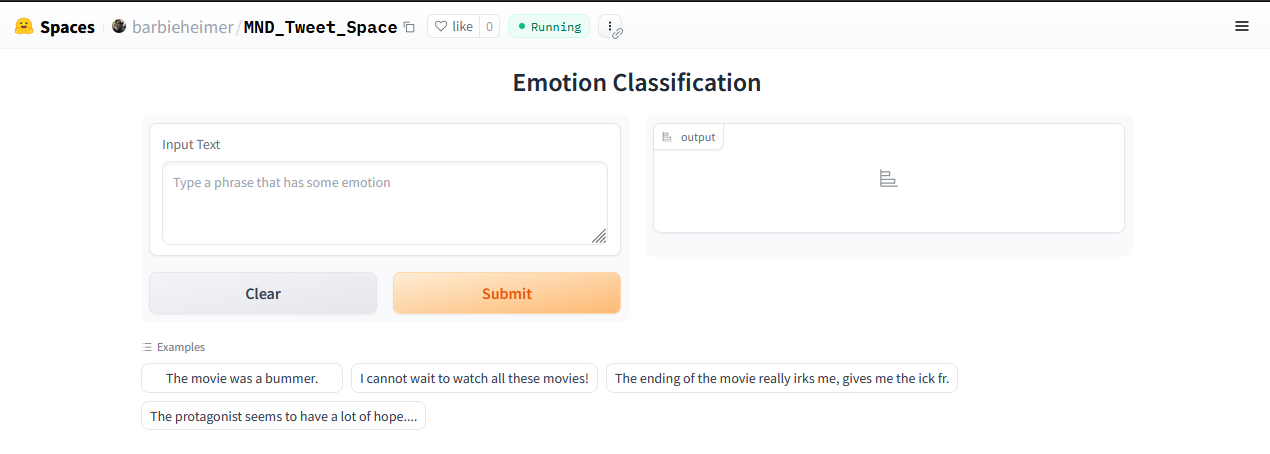 Spaces barbieheimer/MND_Tweet_Space like 0 Running
Emotion Classification
Input Text
Type a phrase that has some emotion
output
Clear Submit
Examples
The movie was a bummer. I cannot wait to watch all these movies! The ending of the movie really irks me, gives me the ick fr.
The protagonist seems to have a lot of hope....